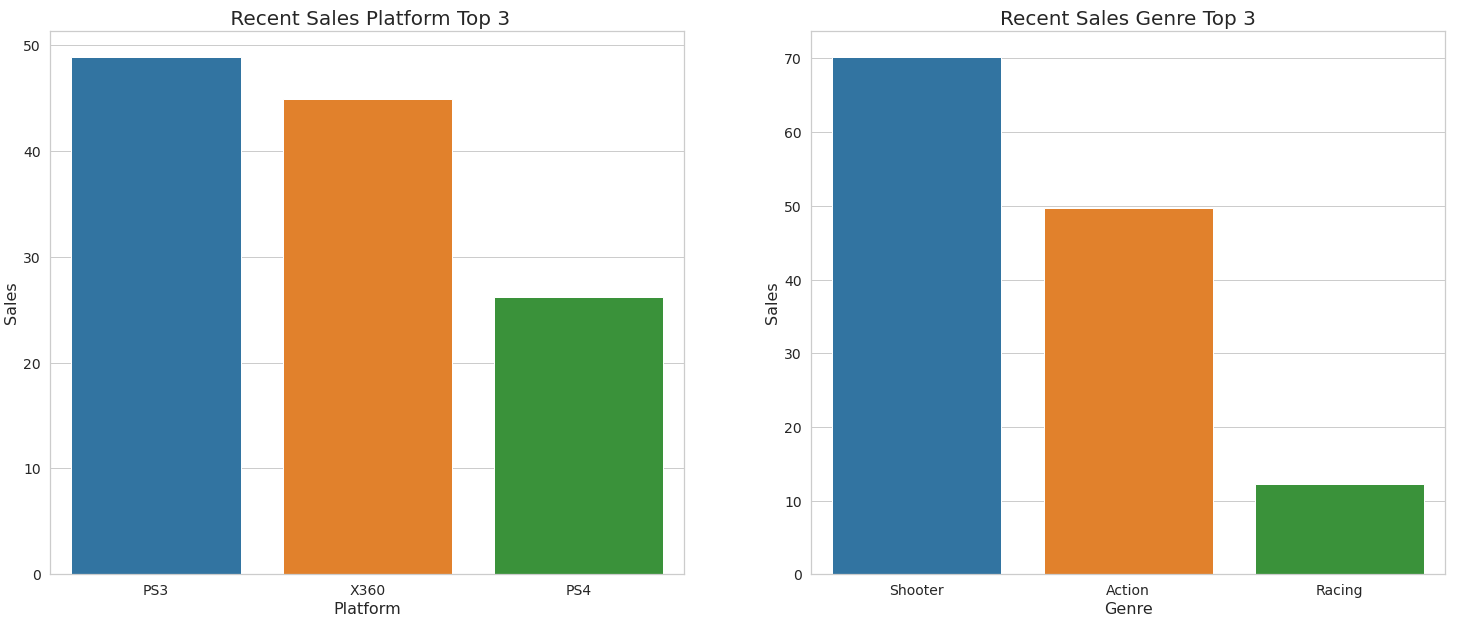 Recent Sales Platform Top 3
50
40
30
20
10
0
Sales
PS3 X360 PS4
Platform
Recent Sales Genre Top 3
70
60
50
40
30
20
10
0
Sales
Shooter Action Racing
Genre